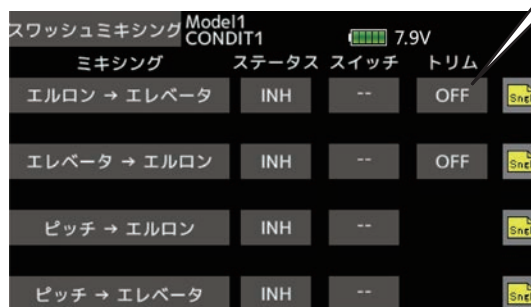 スワッシュミキシング Model1
CONDIT1 7.9V
ミキシング ステータス スイッチ トリム
エルロン → エレベータ INH -- OFF
エレベータ → エルロン INH -- OFF
ピッチ → エルロン INH --
ピッチ → エレベータ INH --